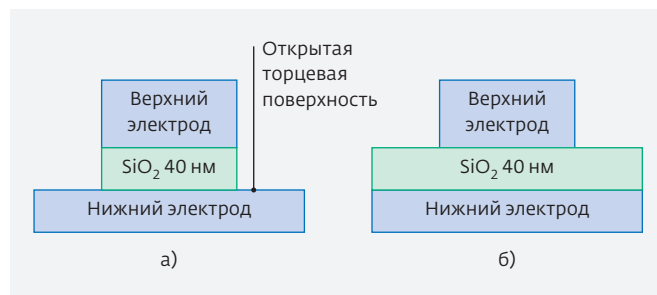 Открытая
торцевая
поверхность
Верхний
электрод
SiO₂ 40 нм
Нижний электрод
а)
Верхний
электрод
SiO₂ 40 нм
Нижний электрод
б)